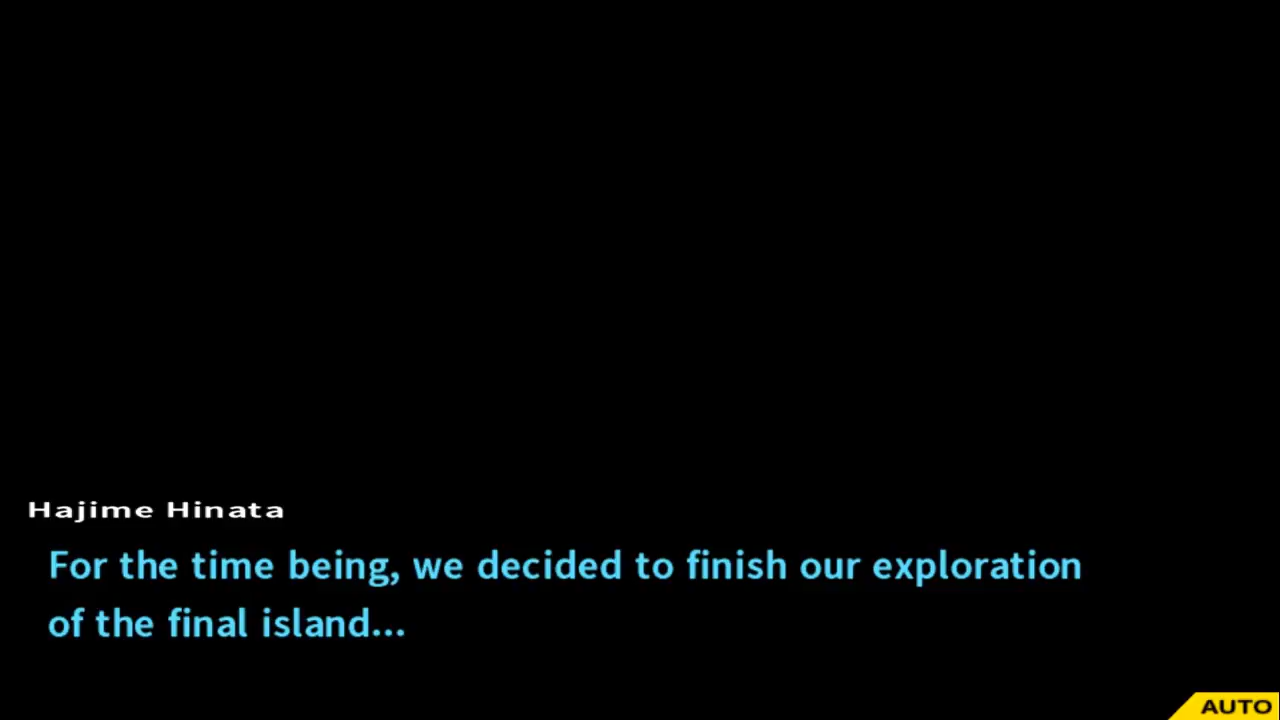 Hajime Hinata
For the time being, we decided to finish our exploration
of the final island...
AUTO